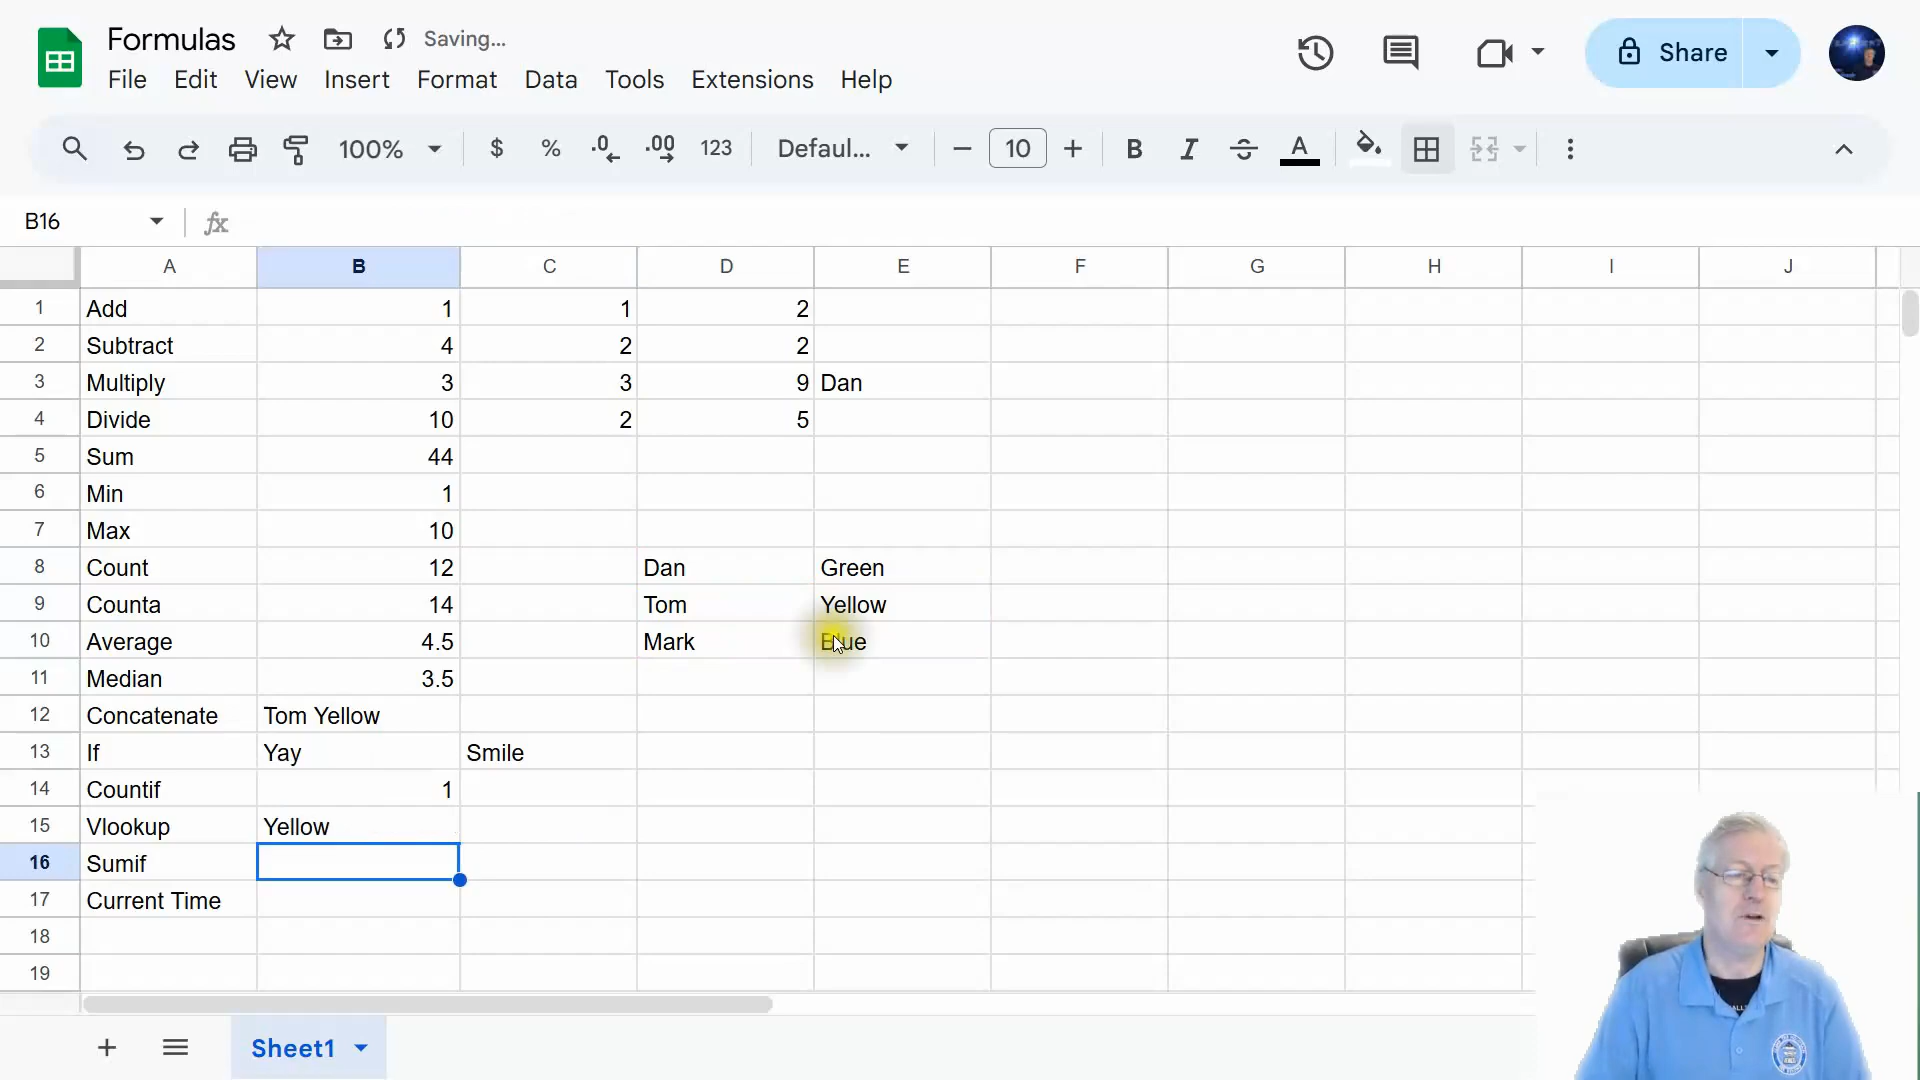 Formulas Saving...
File Edit View Insert Format Data Tools Extensions Help
Share
100% $ % .0 .00 123 Defaul... 10 B I S A
B16 fx
A B C D E F G H I J
1 Add 1 1 2
2 Subtract 4 2 2
3 Multiply 3 3 9 Dan
4 Divide 10 2 5
5 Sum 44
6 Min 1
7 Max 10
8 Count 12 Dan Green
9 Counta 14 Tom Yellow
10 Average 4.5 Mark Blue
11 Median 3.5
12 Concatenate Tom Yellow
13 If Yay Smile
14 Countif 1
15 Vlookup Yellow
16 Sumif
17 Current Time
18
19
Sheet1